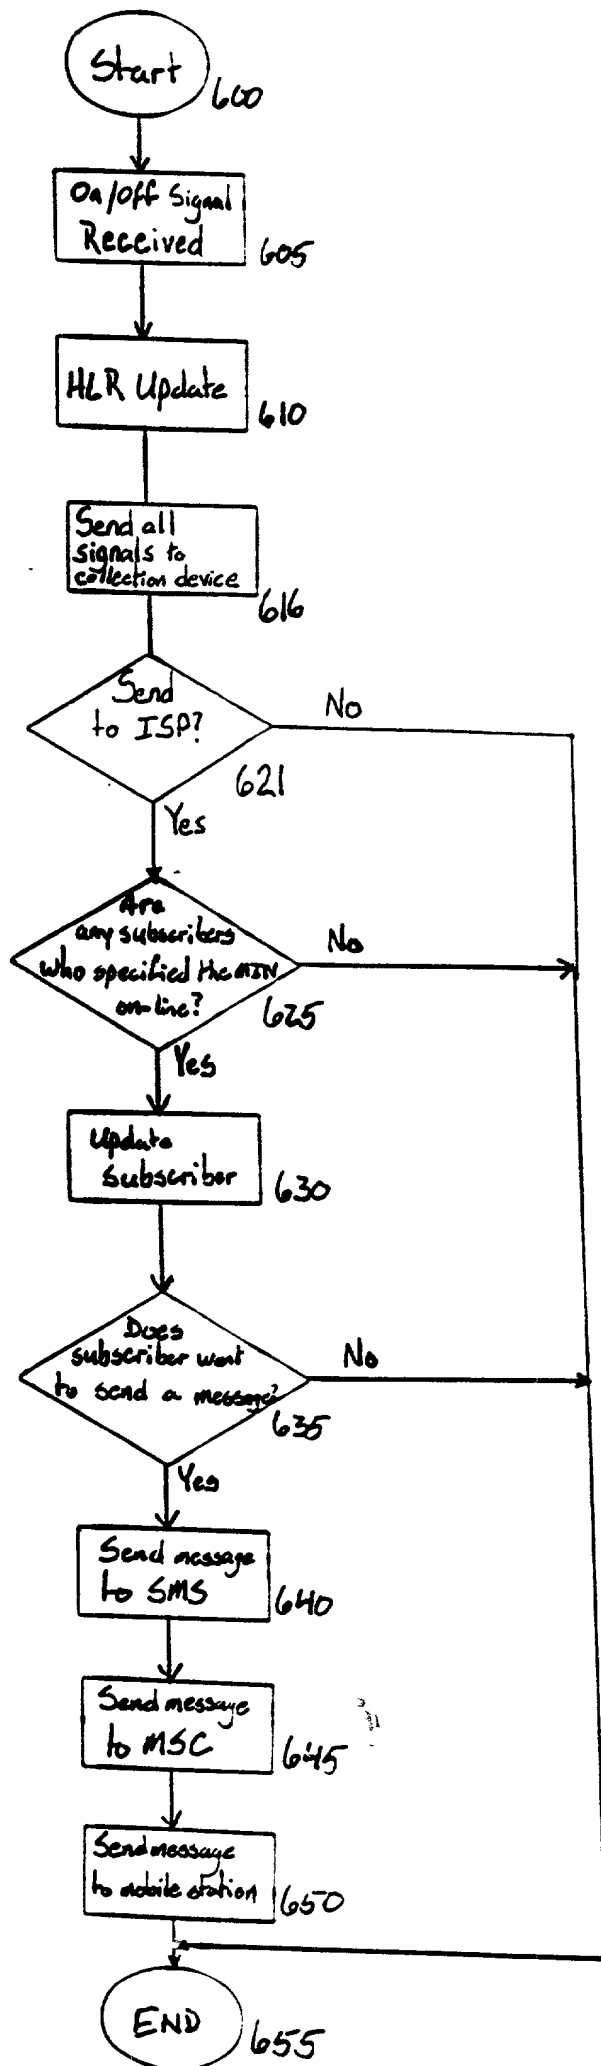 Start
600
On/Off Signal
Received
605
HLR Update
610
Send all
signals to
collection device
616
Send
to ISP?
No
621
Yes
Are
any subscribers
who specified the MIN
on-line?
No
625
Yes
Update
Subscriber
630
Does
subscriber want
to send a message?
No
635
Yes
Send message
to SMS
640
Send message
to MSC
645
Send message
to mobile station
650
END
655